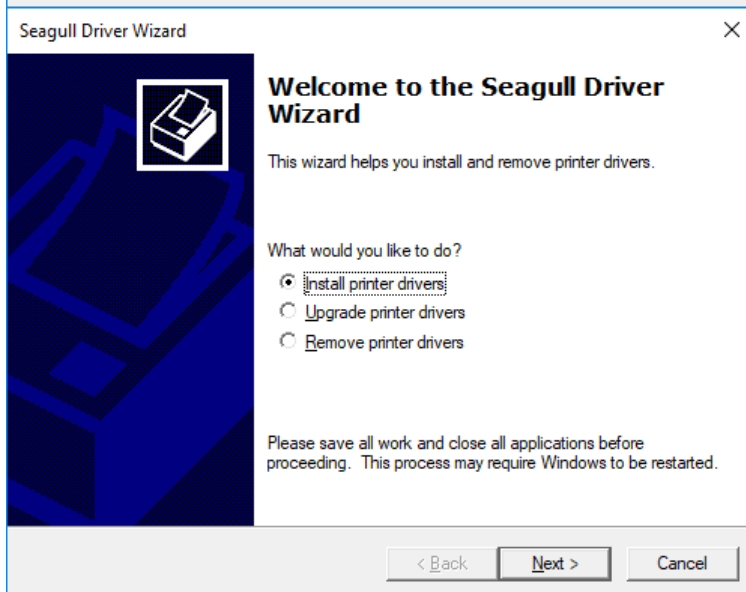 Seagull Driver Wizard
Welcome to the Seagull Driver
Wizard
This wizard helps you install and remove printer drivers.
What would you like to do?
Install printer drivers
Upgrade printer drivers
Remove printer drivers
Please save all work and close all applications before
proceeding. This process may require Windows to be restarted.
< Back
Next >
Cancel